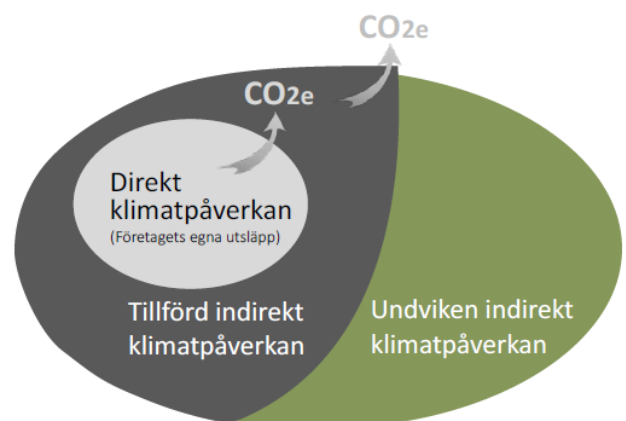 CO2e
CO2e
Direkt
klimatpåverkan
(Företagets egna utsläpp)
Tillförd indirekt
klimatpåverkan
Undviken indirekt
klimatpåverkan